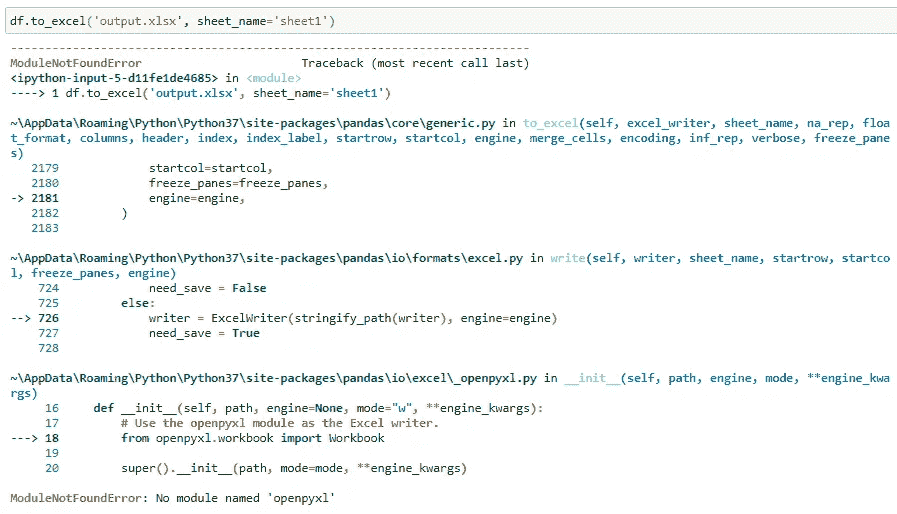 df.to_excel('output.xlsx', sheet_name='sheet1')
---------------------------------------------------------------------------
ModuleNotFoundError                       Traceback (most recent call last)
<ipython-input-5-d11fe1de4685> in <module>
----> 1 df.to_excel('output.xlsx', sheet_name='sheet1')
~\AppData\Roaming\Python\Python37\site-packages\pandas\core\generic.py in to_excel(self, excel_writer, sheet_name, na_rep, floa
t_format, columns, header, index, index_label, startrow, startcol, engine, merge_cells, encoding, inf_rep, verbose, freeze_pane
s)
   2179             startcol=startcol,
   2180             freeze_panes=freeze_panes,
-> 2181             engine=engine,
   2182         )
   2183
~\AppData\Roaming\Python\Python37\site-packages\pandas\io\formats\excel.py in write(self, writer, sheet_name, startrow, startco
l, freeze_panes, engine)
    724             need_save = False
    725         else:
--> 726             writer = ExcelWriter(stringify_path(writer), engine=engine)
    727             need_save = True
    728
~\AppData\Roaming\Python\Python37\site-packages\pandas\io\excel\_openpyxl.py in __init__(self, path, engine, mode, **engine_kwa
rgs)
     16     def __init__(self, path, engine=None, mode="w", **engine_kwargs):
     17         # Use the openpyxl module as the Excel writer.
---> 18         from openpyxl.workbook import Workbook
     19
     20         super().__init__(path, mode=mode, **engine_kwargs)
ModuleNotFoundError: No module named 'openpyxl'